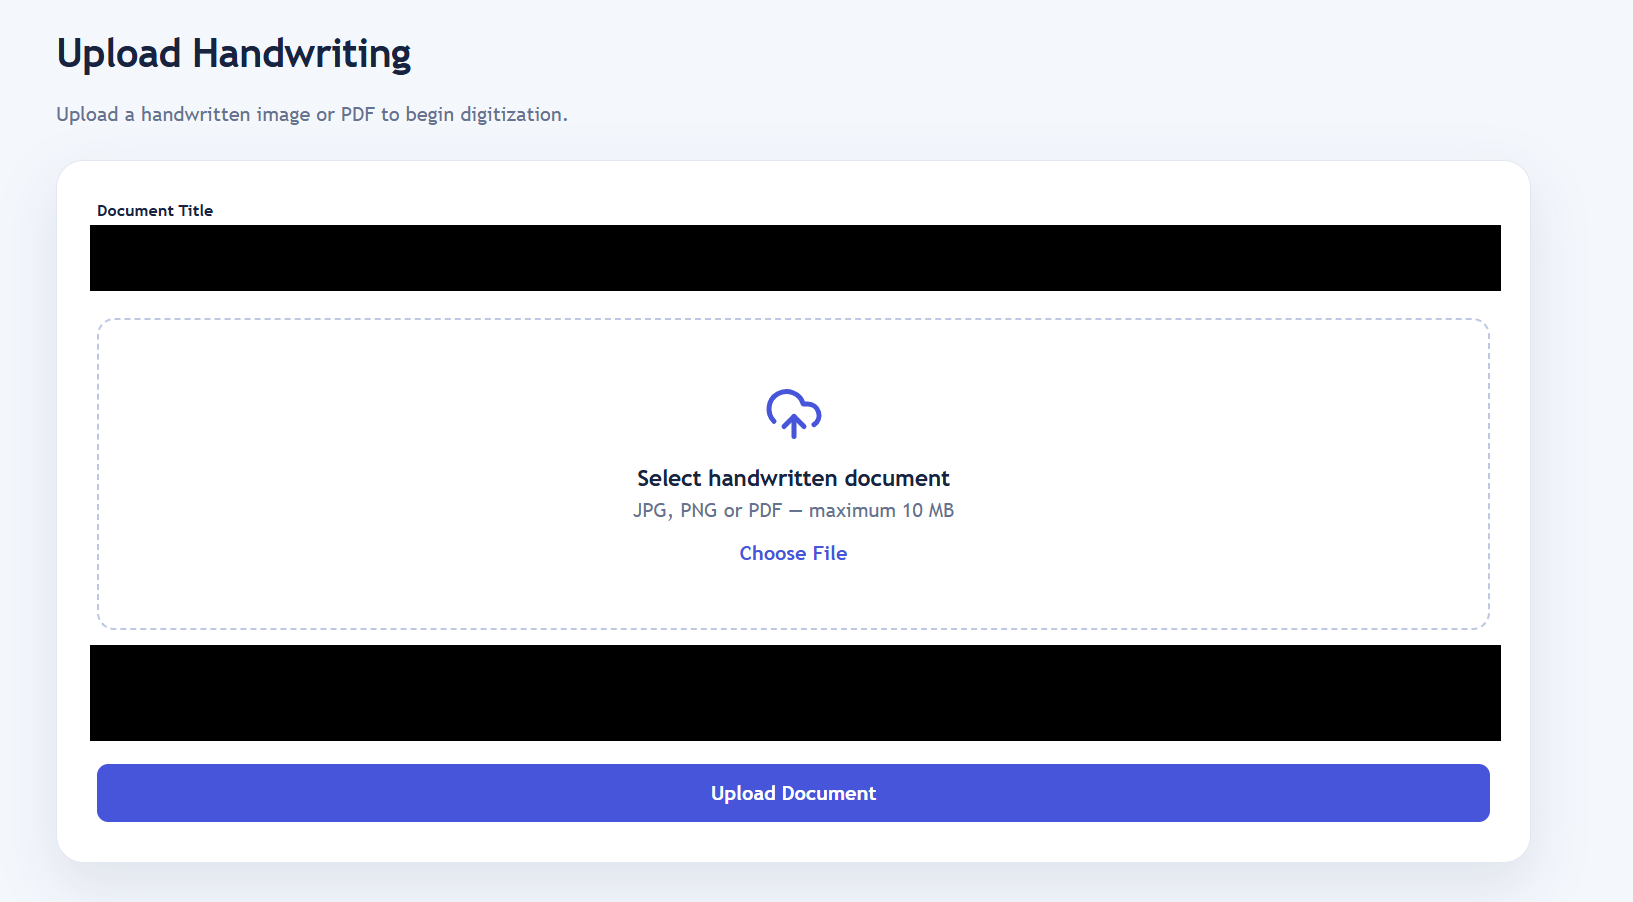 Upload Handwriting
Upload a handwritten image or PDF to begin digitization.
Document Title
Select handwritten document
JPG, PNG or PDF — maximum 10 MB
Choose File
Upload Document